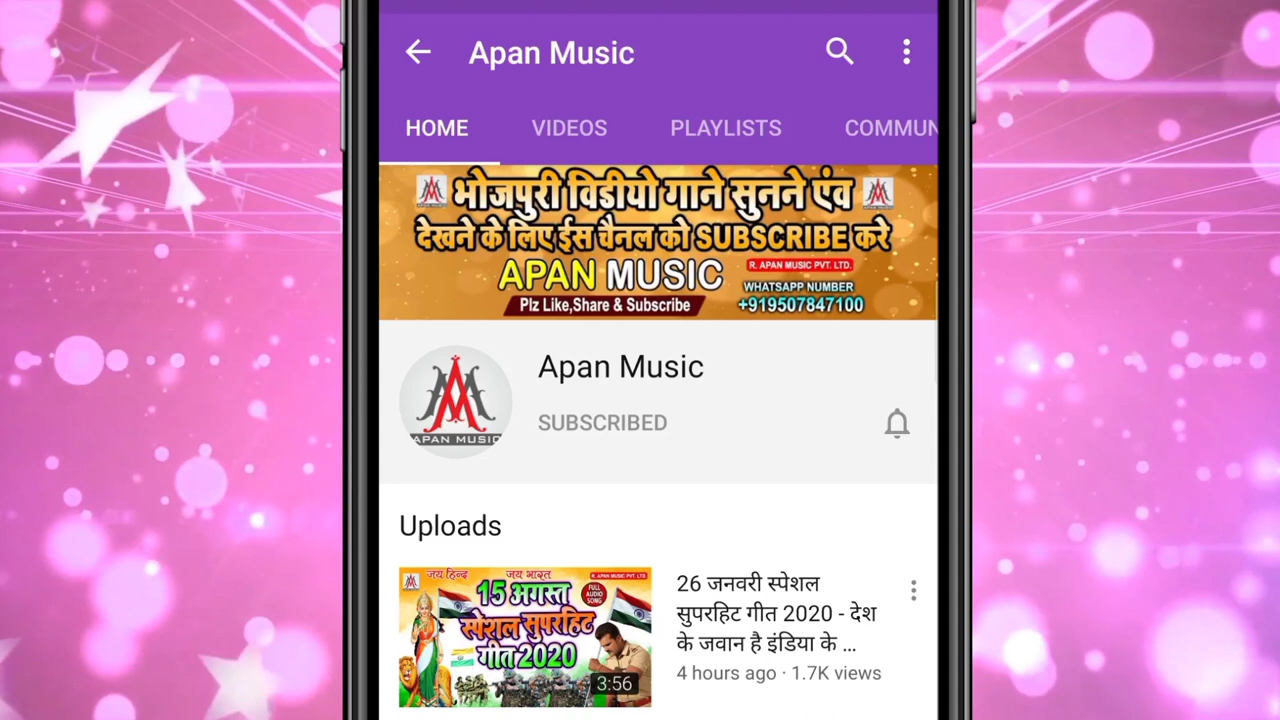 Apan Music
HOME VIDEOS PLAYLISTS COMMUN
भोजपुरी विडीयो गाने सुनने एंव
देखने के लिए ईस चैनल को SUBSCRIBE करे
APAN MUSIC
R. APAN MUSIC PVT. LTD.
WHATSAPP NUMBER
+919507847100
Plz Like,Share & Subscribe
Apan Music
SUBSCRIBED
APAN MUSIC
Uploads
जय हिन्द जय भारत
R. APAN MUSIC PVT. LTD
15 अगस्त
FULL
AUDIO
SONG
स्पेशल सुपरहिट
गीत 2020
3:56
26 जनवरी स्पेशल
सुपरहिट गीत 2020 - देश
के जवान है इंडिया के ...
4 hours ago · 1.7K views